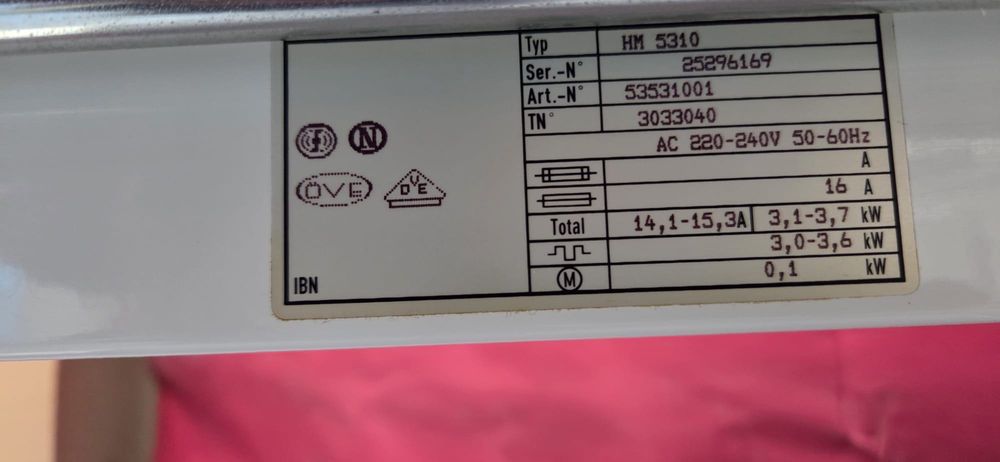 Typ HM 5310
Ser.-N° 25296169
Art.-N° 53531001
TN° 3033040
AC 220-240V 50-60Hz
A
16 A
Total 14,1-15,3A 3,1-3,7 kW
3,0-3,6 kW
M 0,1 kW
N
ÖVE
DVE
IBN